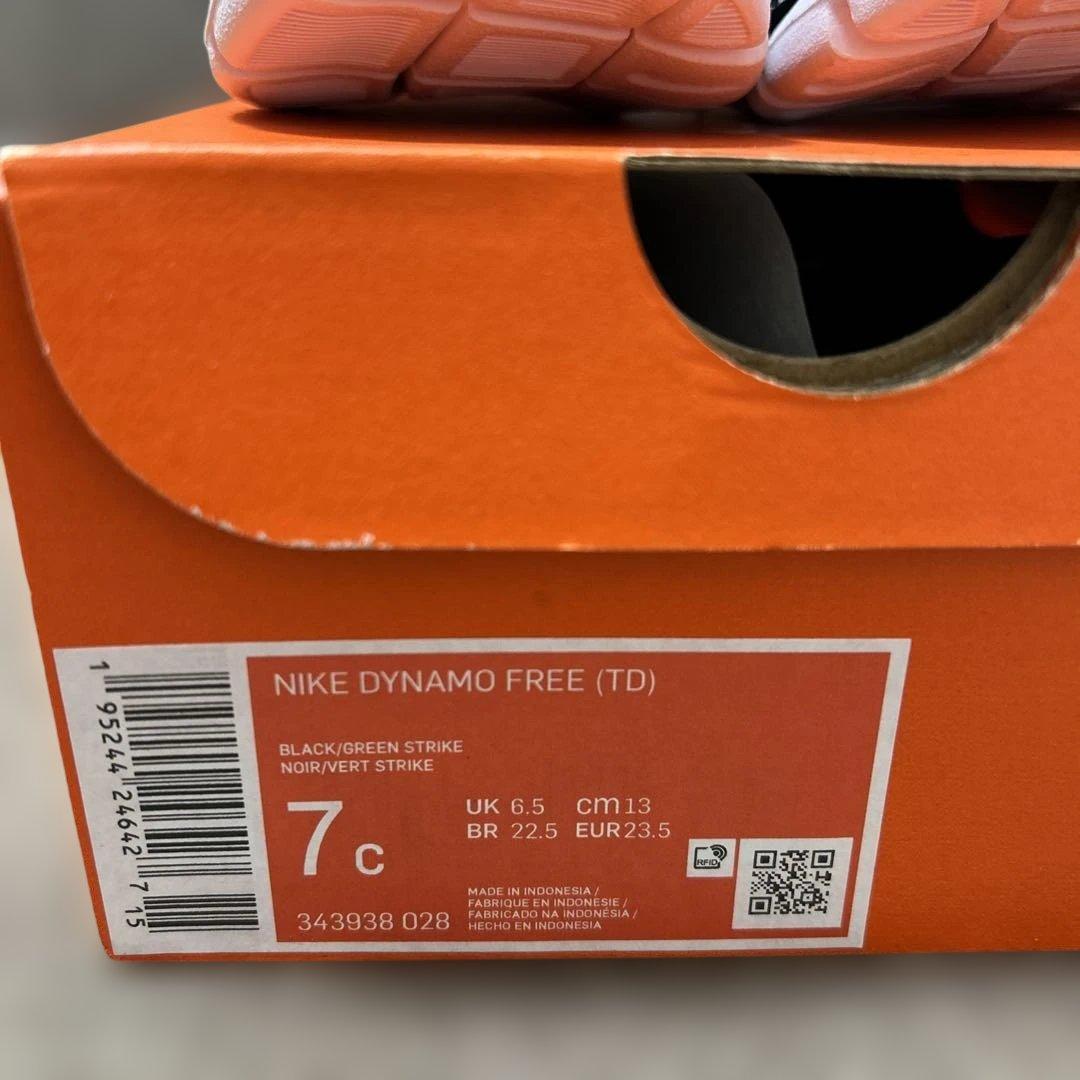 NIKE DYNAMO FREE (TD)
BLACK/GREEN STRIKE
NOIR/VERT STRIKE
7C
UK 6.5 cm 13
BR 22.5 EUR 23.5
343938 028
MADE IN INDONESIA /
FABRIQUE EN INDONESIE /
FABRICADO NA INDONÉSIA /
HECHO EN INDONESIA
RFID
1 95244 24642 7 15